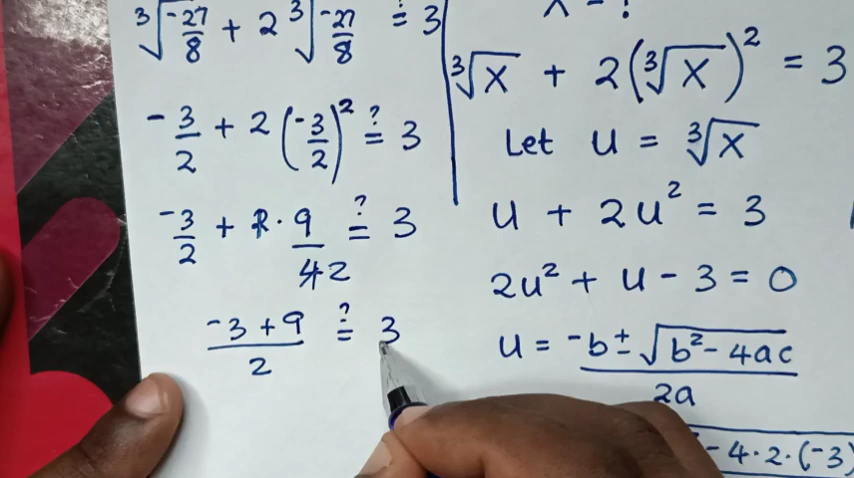 ∛(-27/8) + 2 ∛(-27/8) ≟ 3
-3/2 + 2(-3/2)² ≟ 3
-3/2 + 2 · 9/4 2 ≟ 3
(-3 + 9)/2 ≟ 3
∛x + 2(∛x)² = 3
Let u = ∛x
u + 2u² = 3
2u² + u - 3 = 0
u = (-b ± √(b² - 4ac))/2a
- 4 · 2 · (-3)